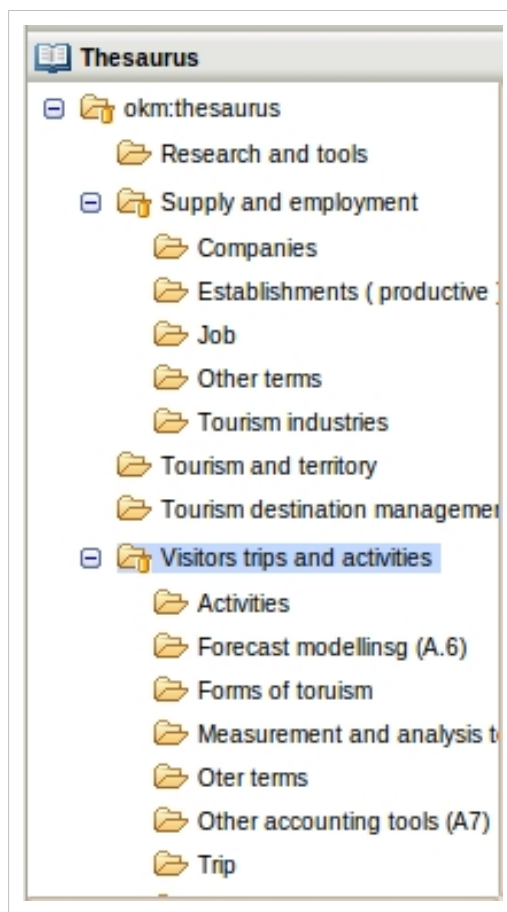 Thesaurus
okm:thesaurus
Research and tools
Supply and employment
Companies
Establishments ( productive )
Job
Other terms
Tourism industries
Tourism and territory
Tourism destination managemen
Visitors trips and activities
Activities
Forecast modellinsg (A.6)
Forms of toruism
Measurement and analysis t
Oter terms
Other accounting tools (A7)
Trip